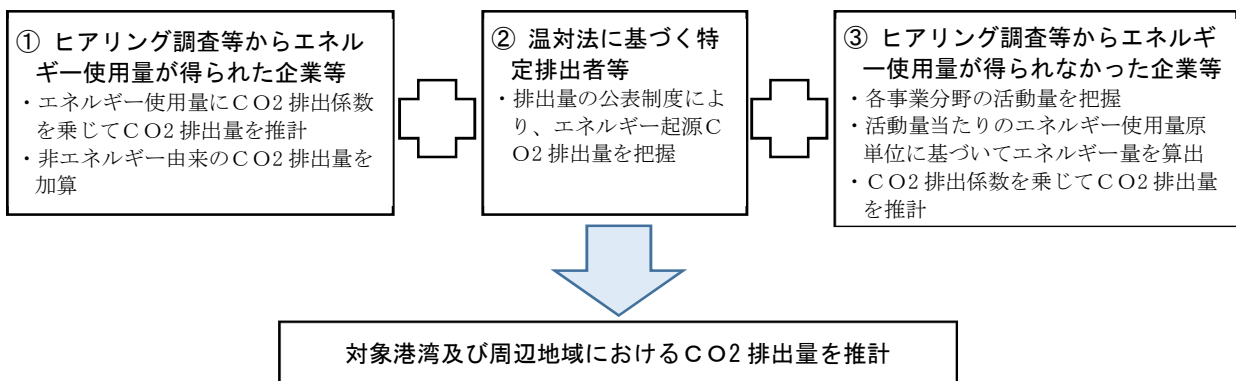 ① ヒアリング調査等からエネル
ギー使用量が得られた企業等
・エネルギー使用量にＣＯ2 排出係数
を乗じてＣＯ2 排出量を推計
・非エネルギー由来のＣＯ2 排出量を
加算
② 温対法に基づく特
定排出者等
・排出量の公表制度によ
り、エネルギー起源Ｃ
Ｏ2 排出量を把握
③ ヒアリング調査等からエネルギ
ー使用量が得られなかった企業等
・各事業分野の活動量を把握
・活動量当たりのエネルギー使用量原
単位に基づいてエネルギー量を算出
・ＣＯ2 排出係数を乗じてＣＯ2 排出量
を推計
対象港湾及び周辺地域におけるＣＯ2 排出量を推計